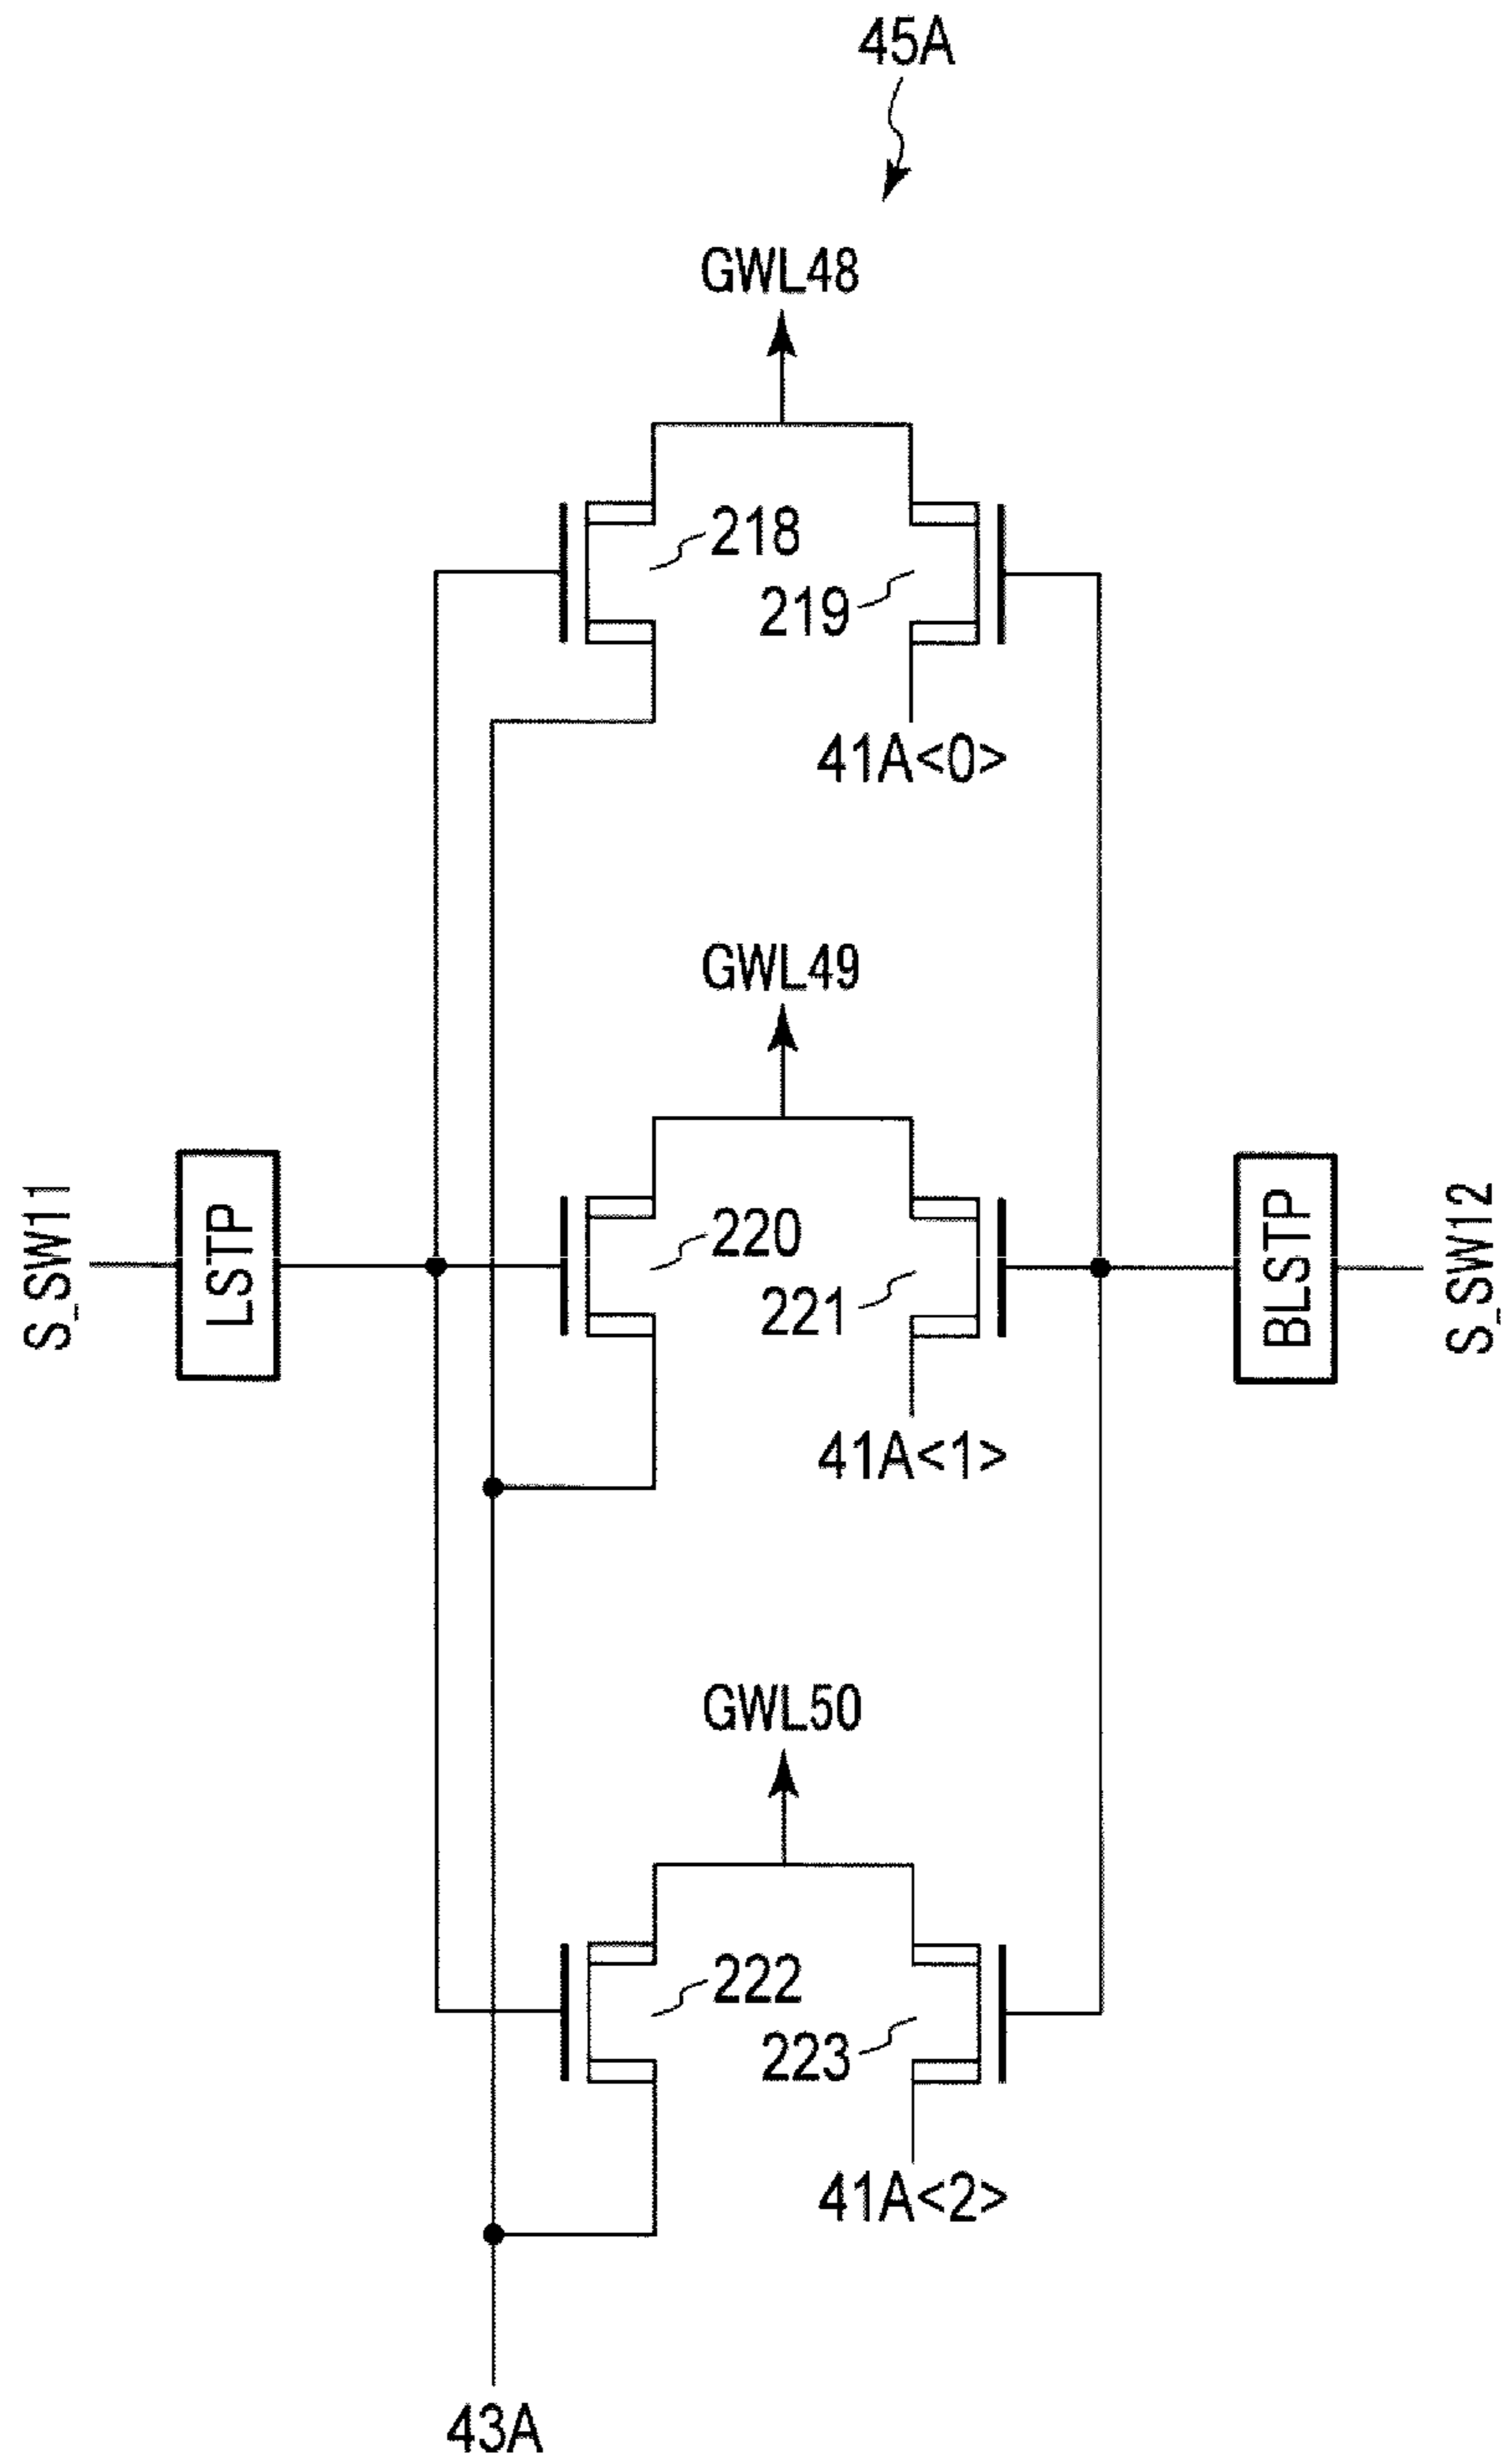 45A
GWL48
218
219
41A<0>
GWL49
S_SW11
LSTP
220
221
BLSTP
S_SW12
41A<1>
GWL50
222
223
41A<2>
43A